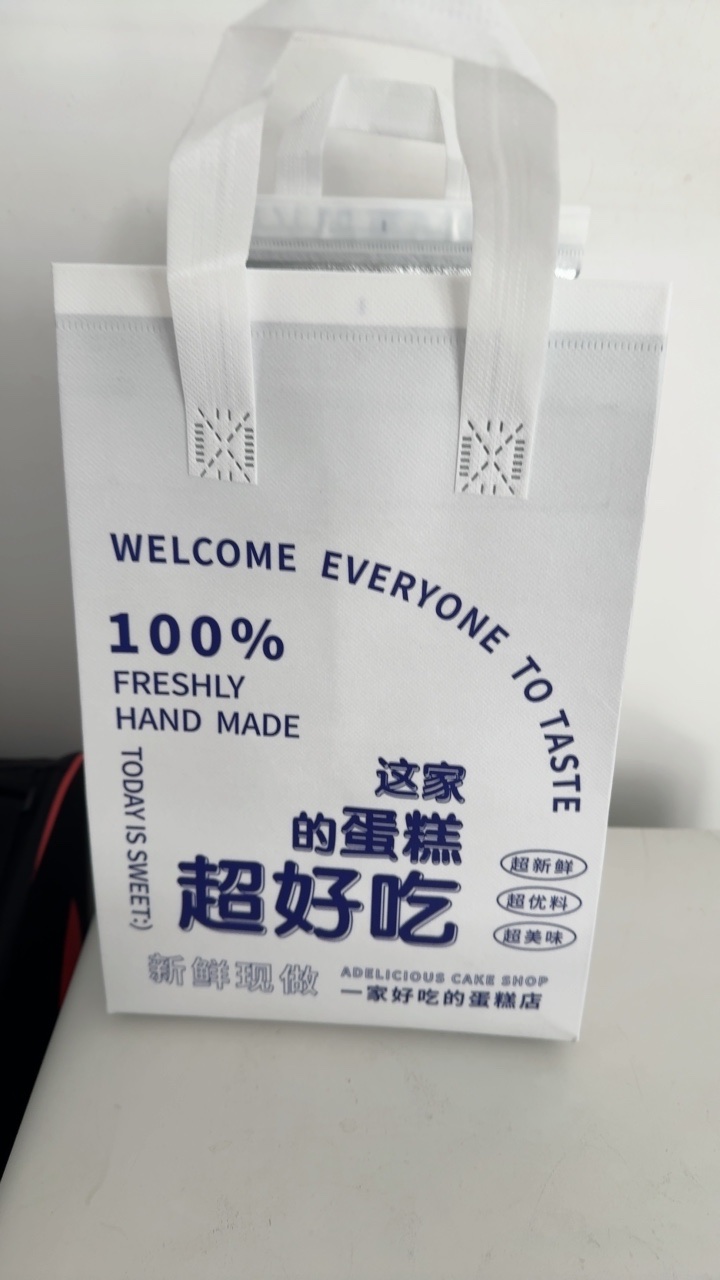 WELCOME EVERYONE TO TASTE
100%
FRESHLY
HAND MADE
TODAY IS SWEET:)
这家
的蛋糕
超好吃
超新鲜
超优料
超美味
新鲜现做
ADELICIOUS CAKE SHOP
一家好吃的蛋糕店